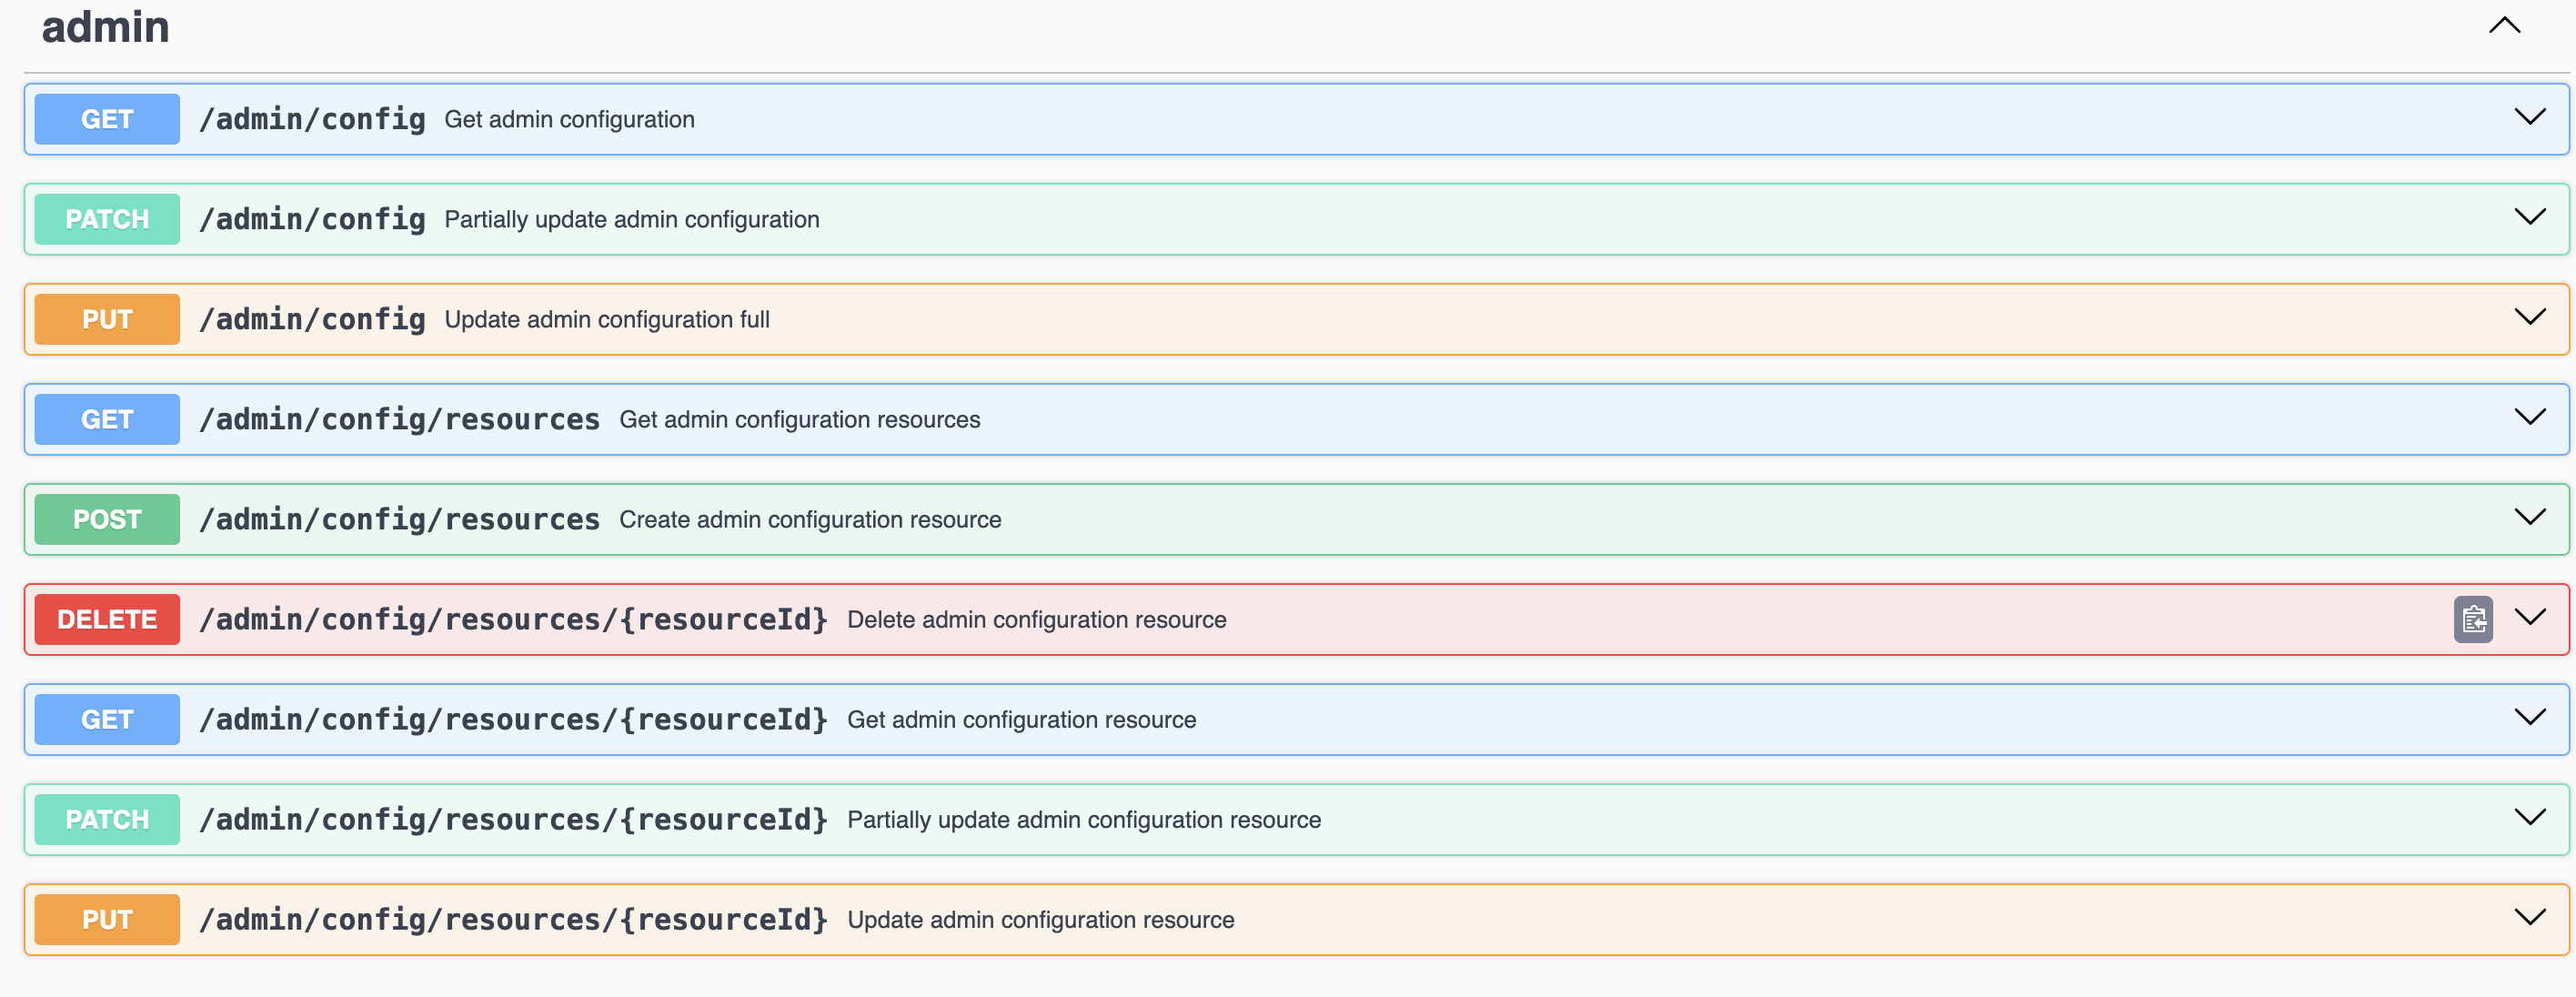 admin
GET /admin/config Get admin configuration
PATCH /admin/config Partially update admin configuration
PUT /admin/config Update admin configuration full
GET /admin/config/resources Get admin configuration resources
POST /admin/config/resources Create admin configuration resource
DELETE /admin/config/resources/{resourceId} Delete admin configuration resource
GET /admin/config/resources/{resourceId} Get admin configuration resource
PATCH /admin/config/resources/{resourceId} Partially update admin configuration resource
PUT /admin/config/resources/{resourceId} Update admin configuration resource